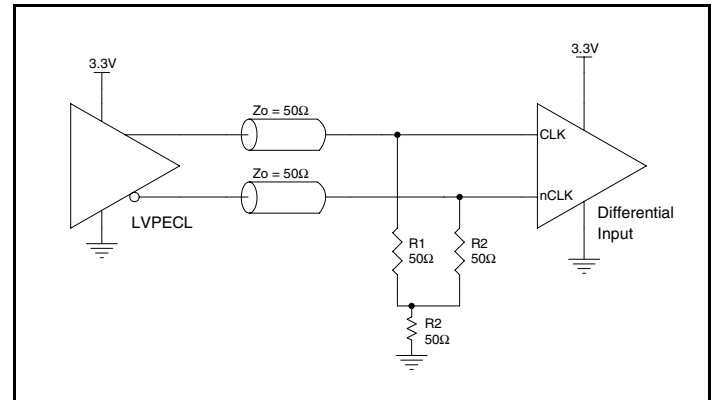 3.3V
3.3V
Zo = 50Ω
CLK
Zo = 50Ω
nCLK
LVPECL
Differential
Input
R1
50Ω
R2
50Ω
R2
50Ω